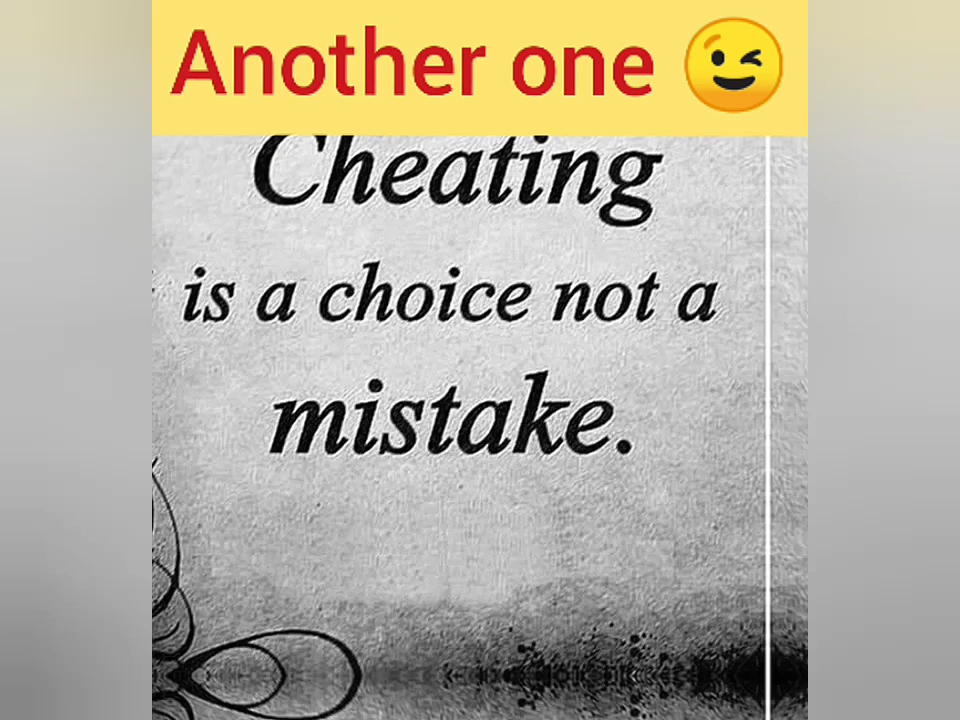 Another one 😉
Cheating
is a choice not a
mistake.